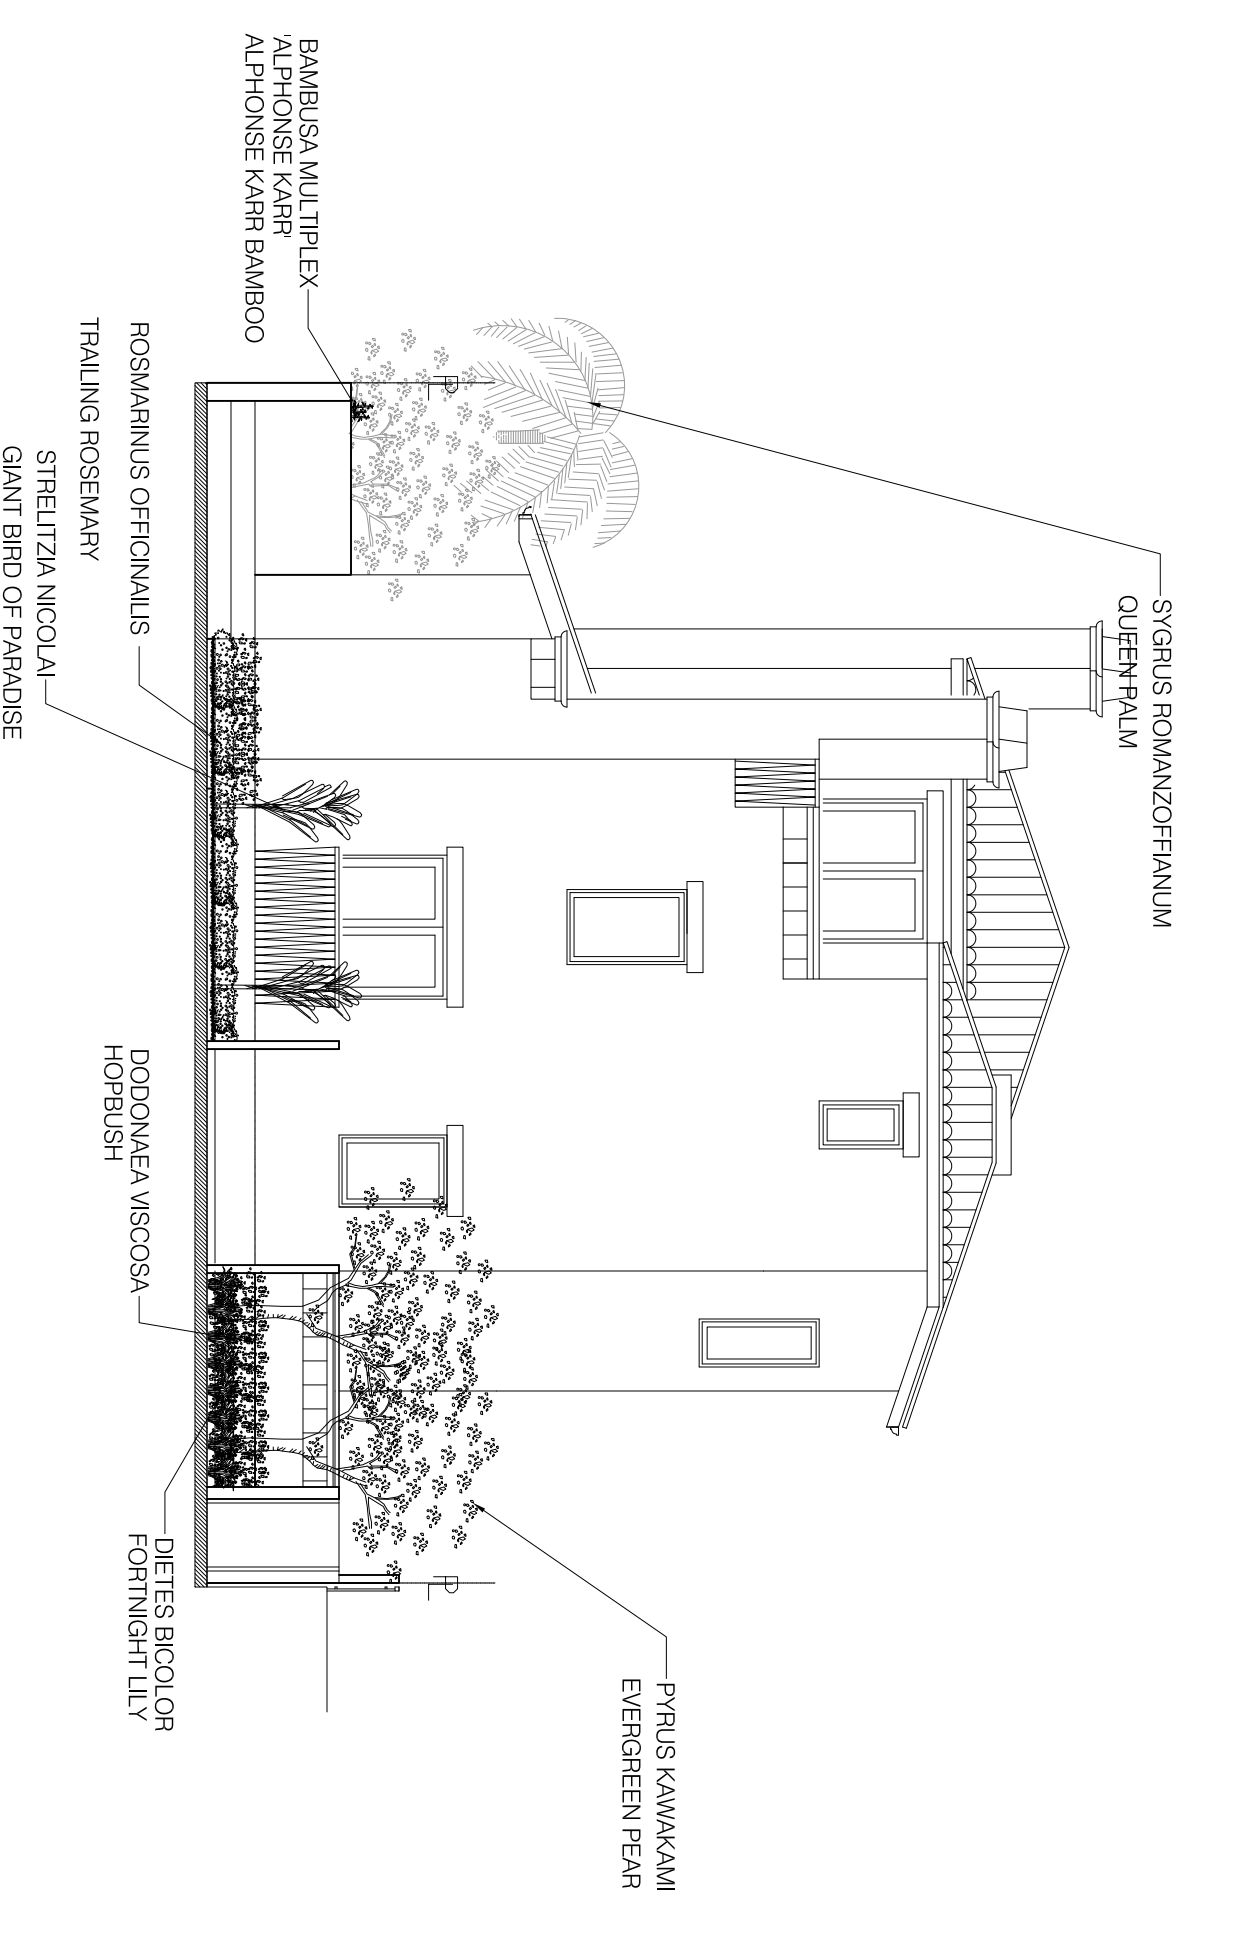 SYGRUS ROMANZOFFIANUM
QUEEN PALM
BAMBUSA MULTIPLEX
'ALPHONSE KARR'
ALPHONSE KARR BAMBOO
PYRUS KAWAKAMI
EVERGREEN PEAR
ROSMARINUS OFFICINAILIS
TRAILING ROSEMARY
STRELITZIA NICOLAI
GIANT BIRD OF PARADISE
DODONAEA VISCOSA
HOPBUSH
DIETES BICOLOR
FORTNIGHT LILY